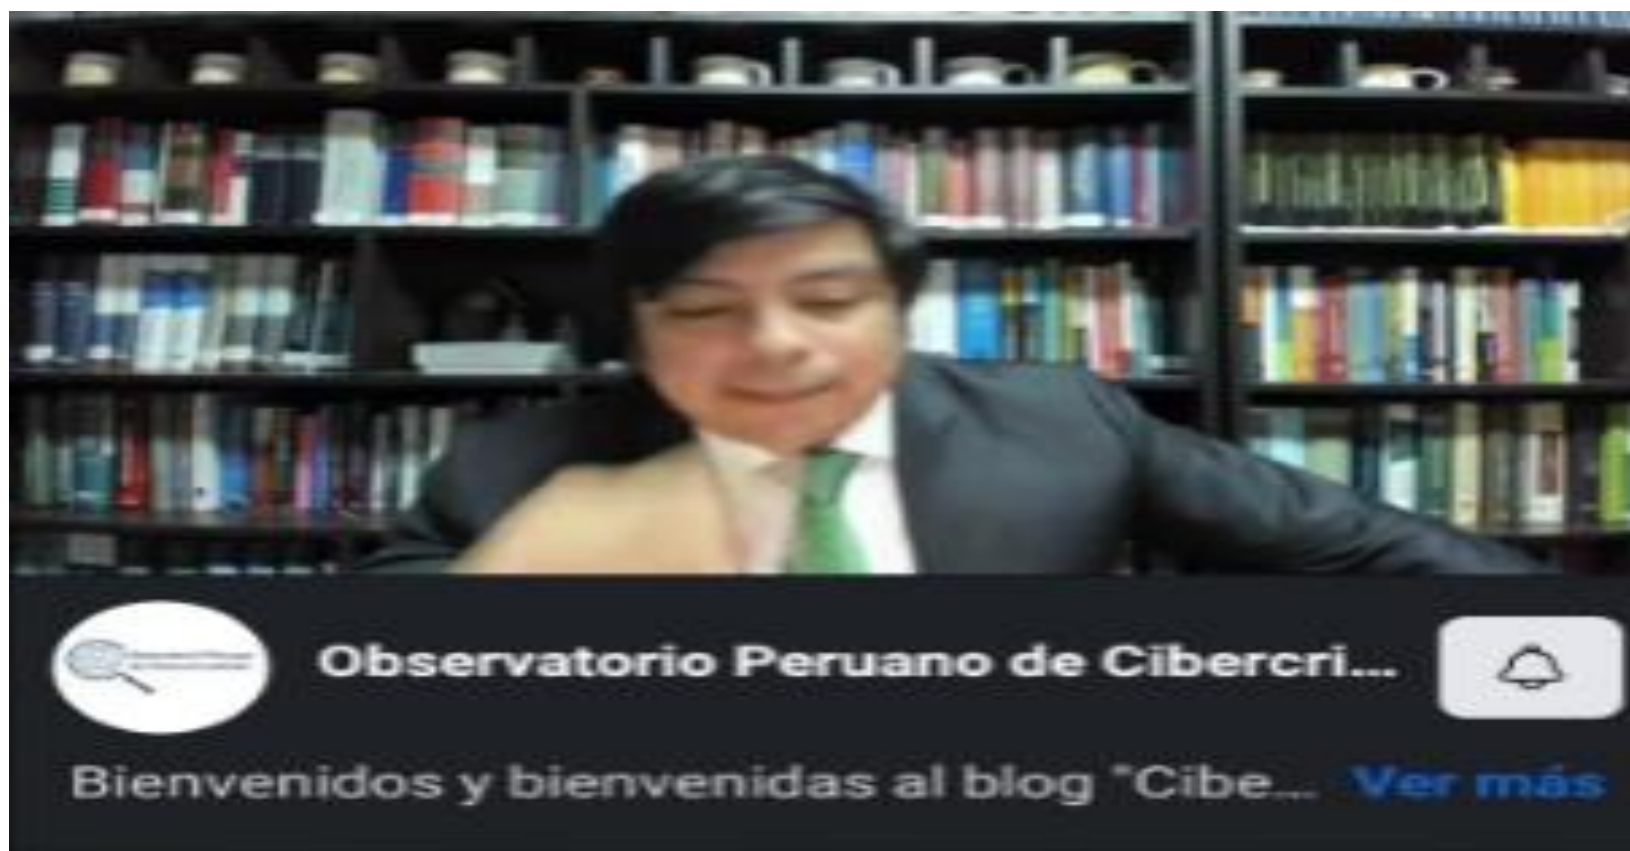 Observatorio Peruano de Cibercri...
Bienvenidos y bienvenidas al blog "Cibe... Ver más